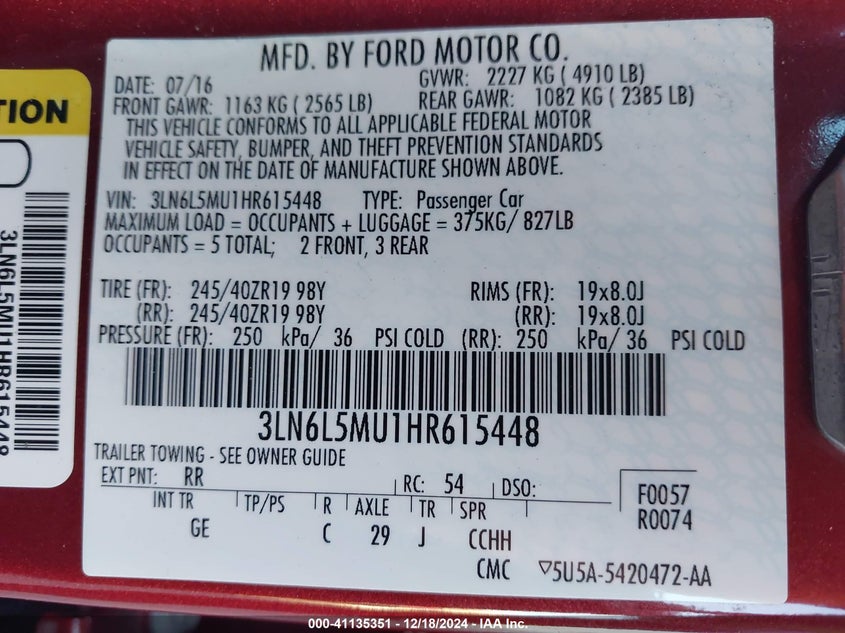 MFD. BY FORD MOTOR CO.
DATE: 07/16 GVWR: 2227 KG ( 4910 LB)
FRONT GAWR: 1163 KG ( 2565 LB) REAR GAWR: 1082 KG ( 2385 LB)
THIS VEHICLE CONFORMS TO ALL APPLICABLE FEDERAL MOTOR
VEHICLE SAFETY, BUMPER, AND THEFT PREVENTION STANDARDS
IN EFFECT ON THE DATE OF MANUFACTURE SHOWN ABOVE.
VIN: 3LN6L5MU1HR615448 TYPE: Passenger Car
MAXIMUM LOAD = OCCUPANTS + LUGGAGE = 375KG/ 827LB
OCCUPANTS = 5 TOTAL; 2 FRONT, 3 REAR
TIRE (FR): 245/40ZR19 98Y RIMS (FR): 19x8.0J
(RR): 245/40ZR19 98Y (RR): 19x8.0J
PRESSURE (FR): 250 kPa/ 36 PSI COLD (RR): 250 kPa/ 36 PSI COLD
3LN6L5MU1HR615448
TRAILER TOWING - SEE OWNER GUIDE
EXT PNT: RR RC: 54 DSO: F0057
INT TR TP/PS R AXLE TR SPR R0074
GE C 29 J CCHH
CMC ▽5U5A-5420472-AA
TION
3LN6L5MU1HR615448
000-41135351 - 12/18/2024 - IAA Inc.